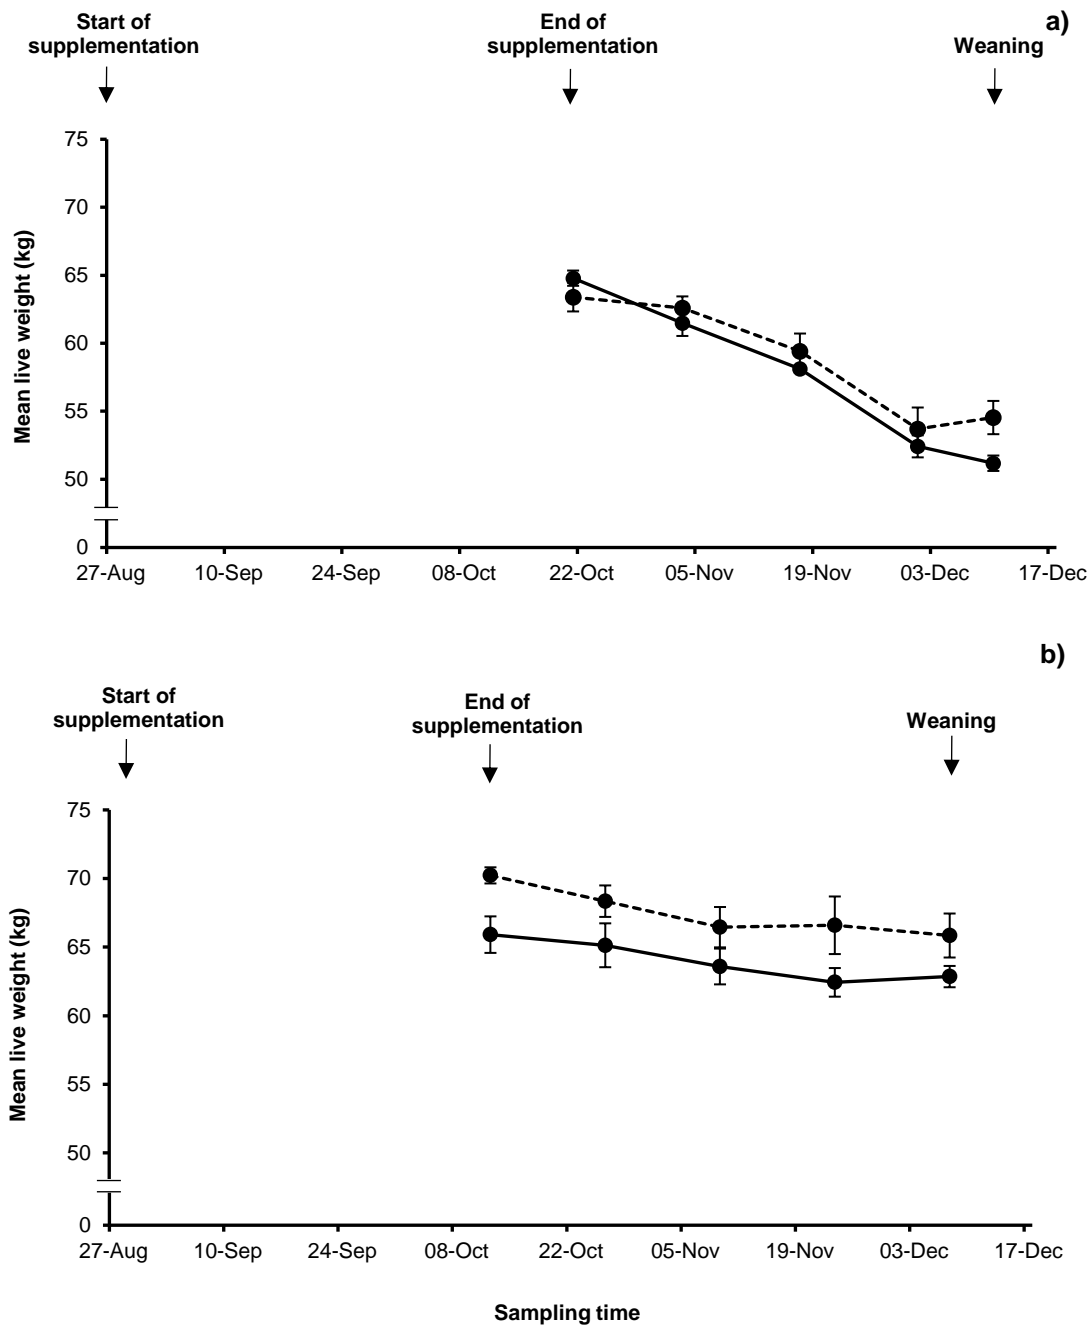 a)
Start of
supplementation
End of
supplementation
Weaning
Mean live weight (kg)
75
70
65
60
55
50
0
27-Aug 10-Sep 24-Sep 08-Oct 22-Oct 05-Nov 19-Nov 03-Dec 17-Dec
b)
Start of
supplementation
End of
supplementation
Weaning
Mean live weight (kg)
75
70
65
60
55
50
0
27-Aug 10-Sep 24-Sep 08-Oct 22-Oct 05-Nov 19-Nov 03-Dec 17-Dec
Sampling time